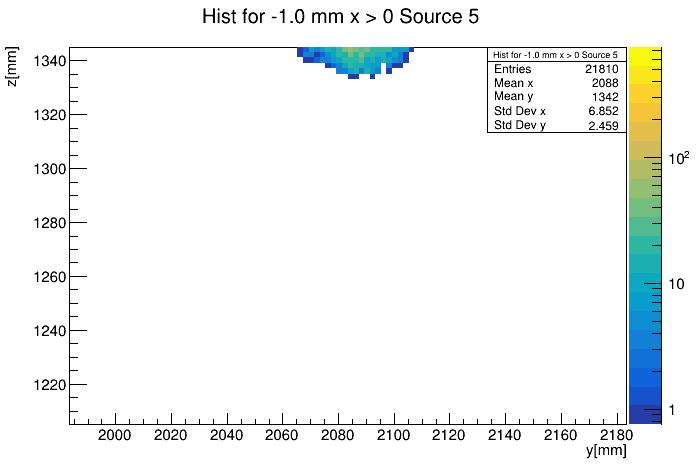 Hist for -1.0 mm x > 0 Source 5
z[mm]
1340
1320
1300
1280
1260
1240
1220
2000 2020 2040 2060 2080 2100 2120 2140 2160 2180
y[mm]
Hist for -1.0 mm x > 0 Source 5
Entries 21810
Mean x 2088
Mean y 1342
Std Dev x 6.852
Std Dev y 2.459
10²
10
1